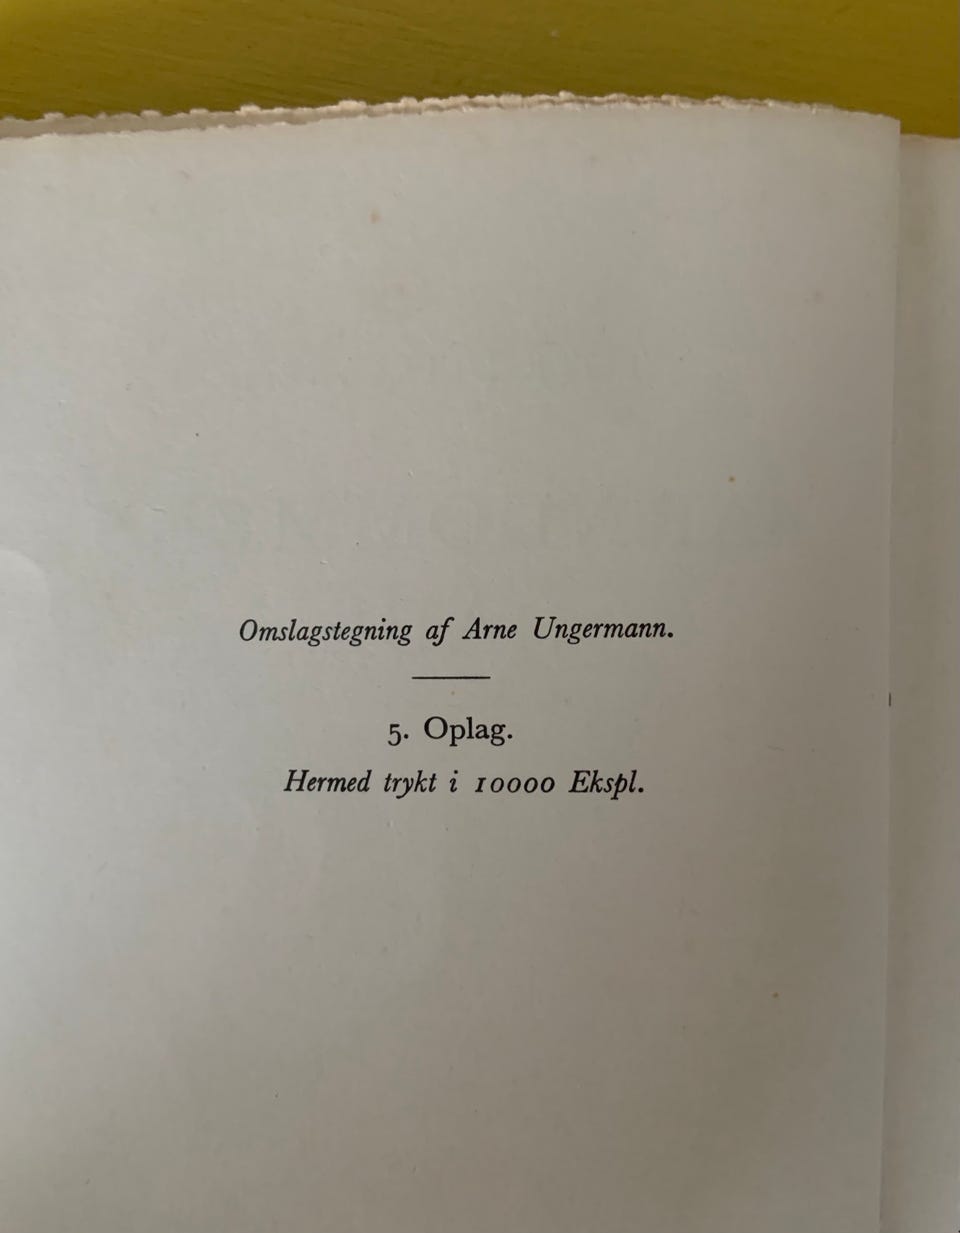 Omslagstegning af Arne Ungermann.
5. Oplag.
Hermed trykt i 10000 Ekspl.